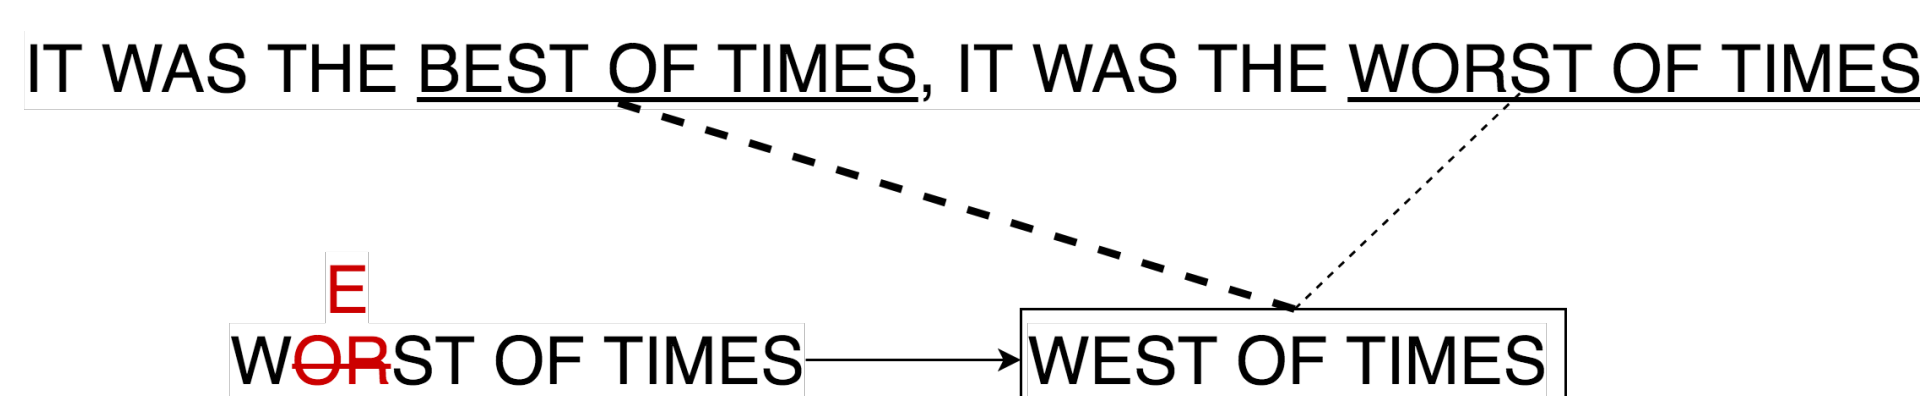 IT WAS THE BEST OF TIMES, IT WAS THE WORST OF TIMES
E
WORST OF TIMES
WEST OF TIMES